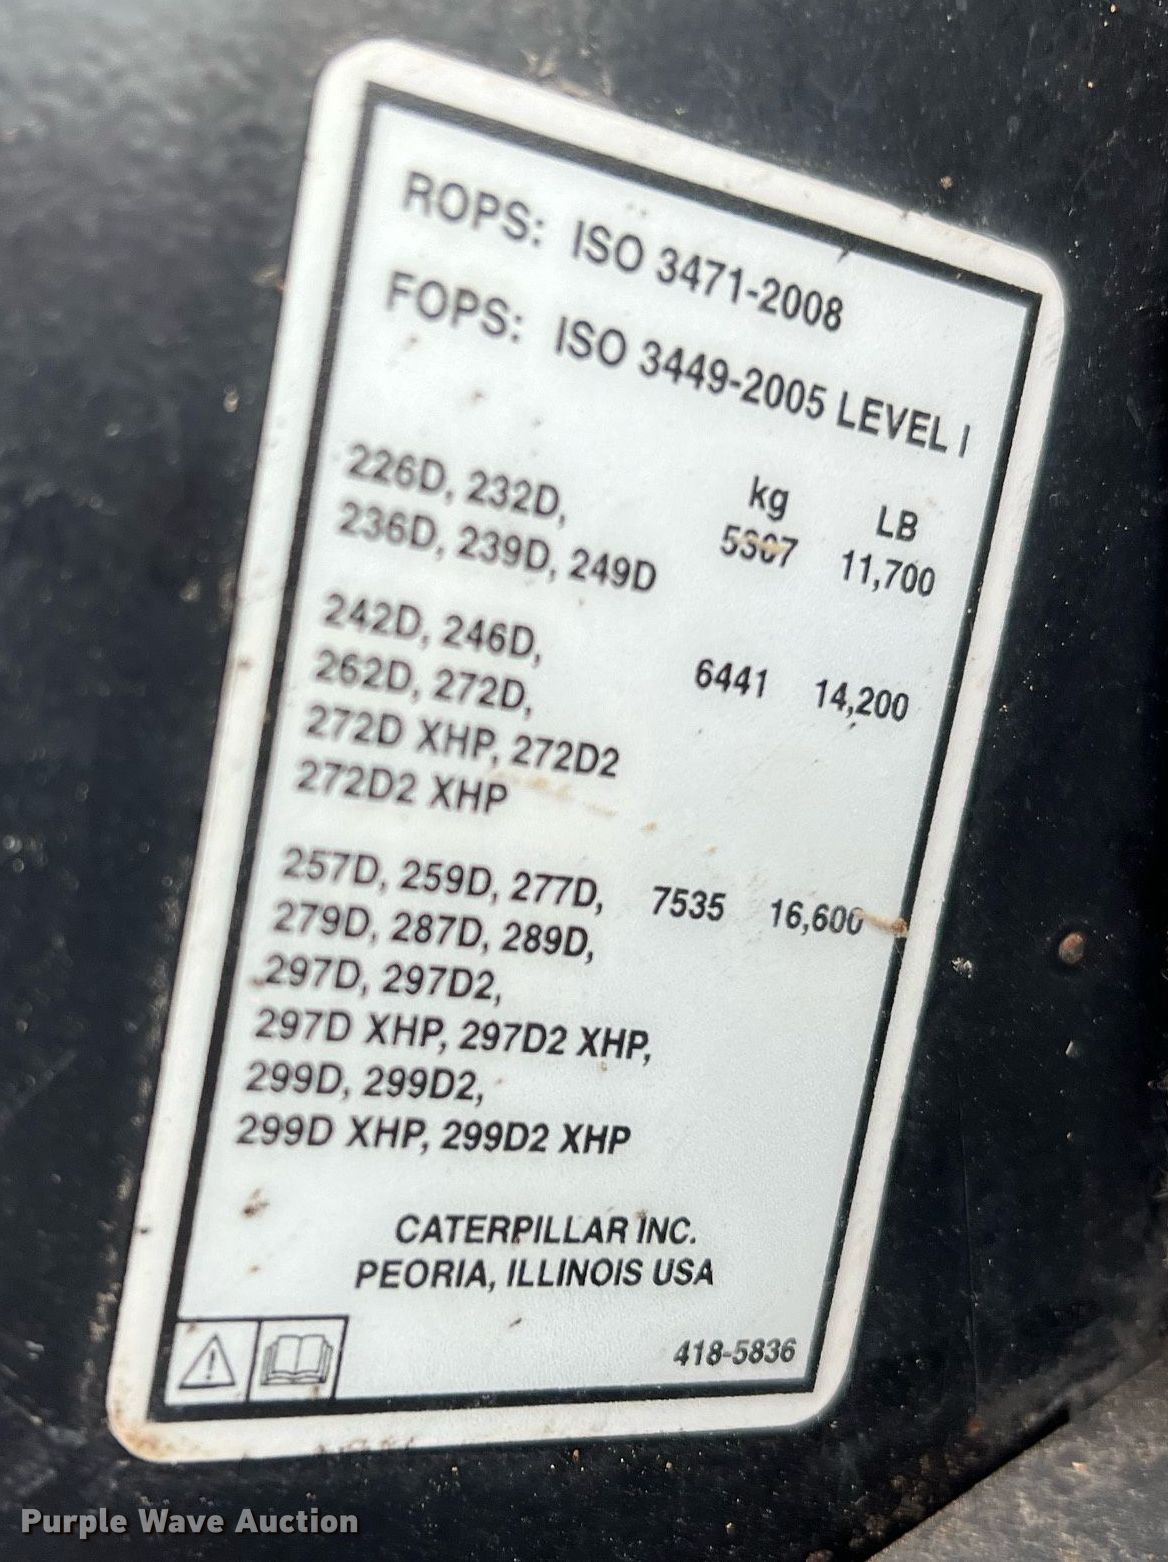 ROPS: ISO 3471-2008
FOPS: ISO 3449-2005 LEVEL I
kg LB
226D, 232D, 5307 11,700
236D, 239D, 249D
242D, 246D, 6441 14,200
262D, 272D,
272D XHP, 272D2
272D2 XHP
257D, 259D, 277D, 7535 16,600
279D, 287D, 289D,
297D, 297D2,
297D XHP, 297D2 XHP,
299D, 299D2,
299D XHP, 299D2 XHP
CATERPILLAR INC.
PEORIA, ILLINOIS USA
418-5836
Purple Wave Auction